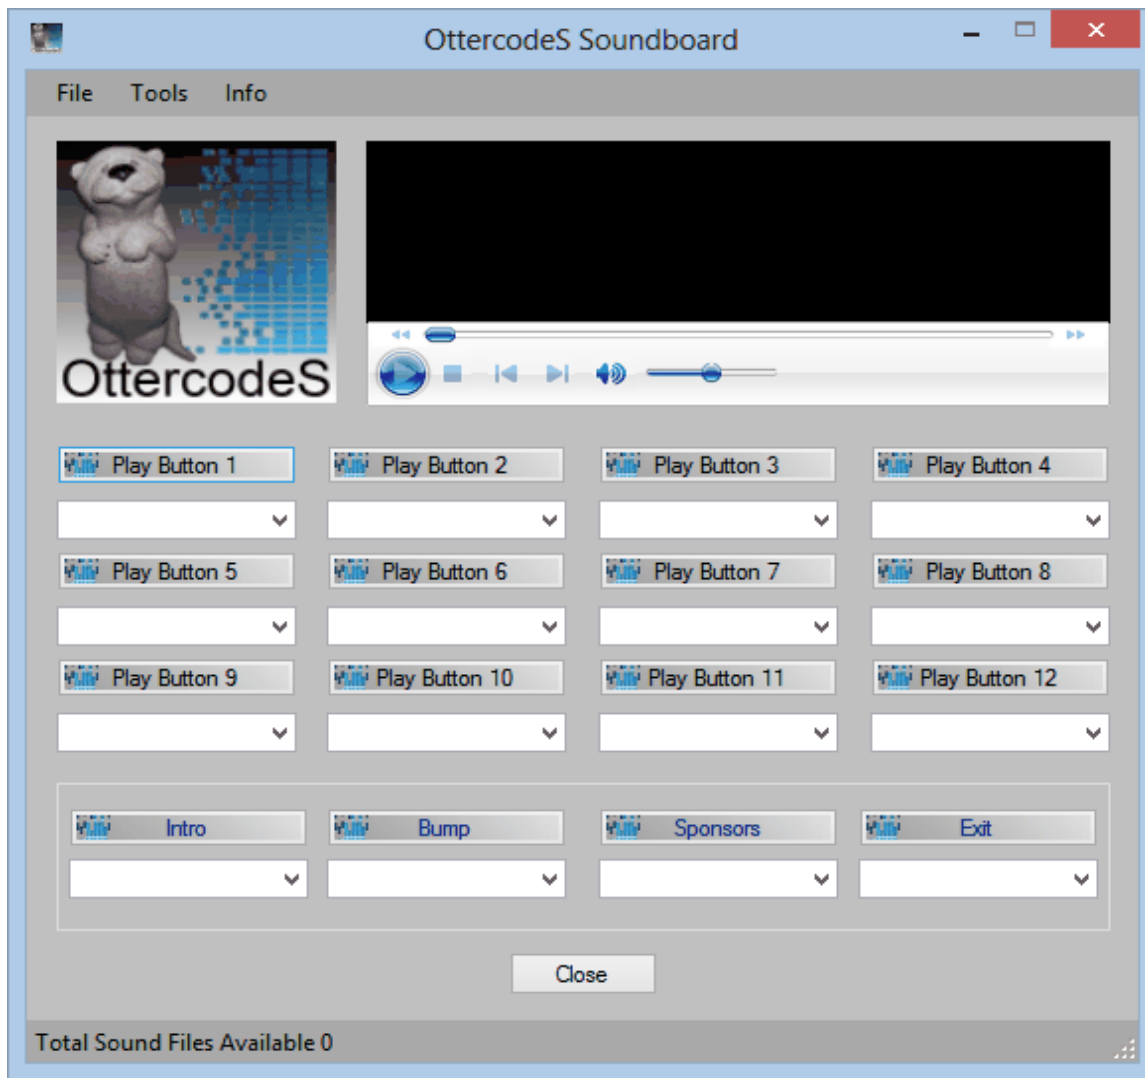 OttercodeS Soundboard
File Tools Info
OttercodeS
Play Button 1 Play Button 2 Play Button 3 Play Button 4
Play Button 5 Play Button 6 Play Button 7 Play Button 8
Play Button 9 Play Button 10 Play Button 11 Play Button 12
Intro Bump Sponsors Exit
Close
Total Sound Files Available 0